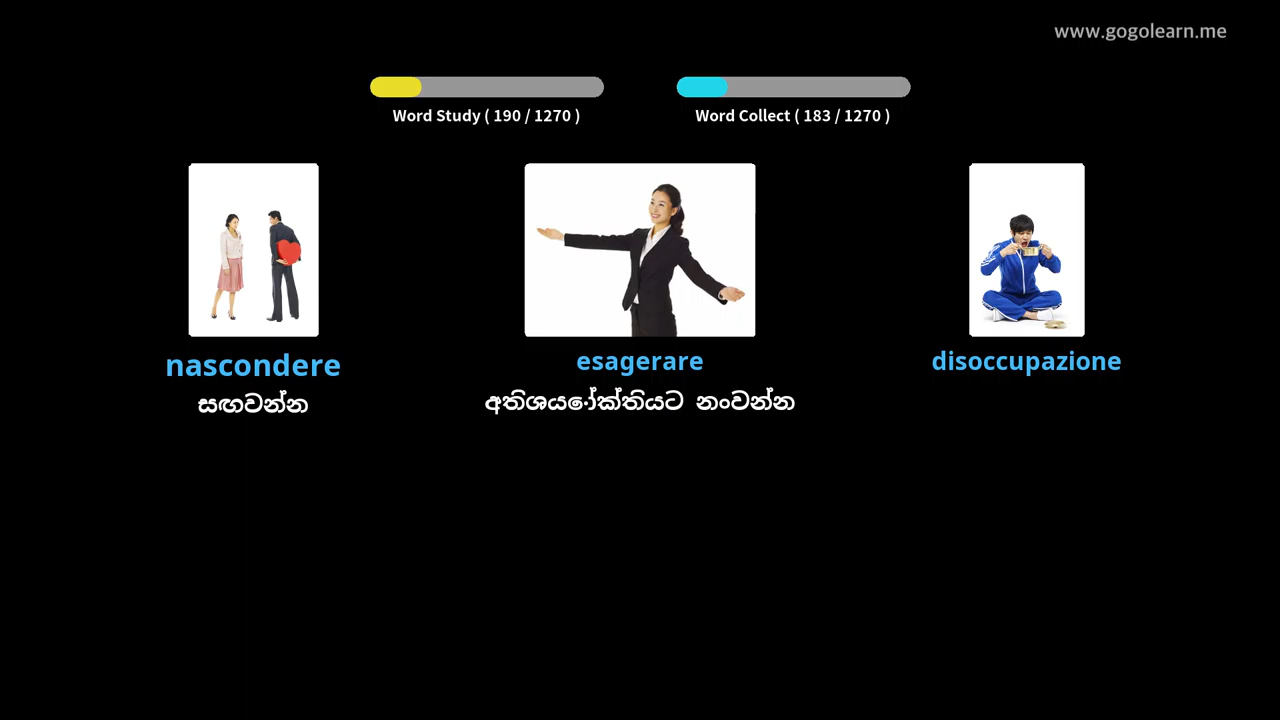 www.gogolearn.me
Word Study ( 190 / 1270 )
Word Collect ( 183 / 1270 )
nascondere
esagerare
disoccupazione
සඟවන්න
අතිශයෝක්තියට නංවන්න